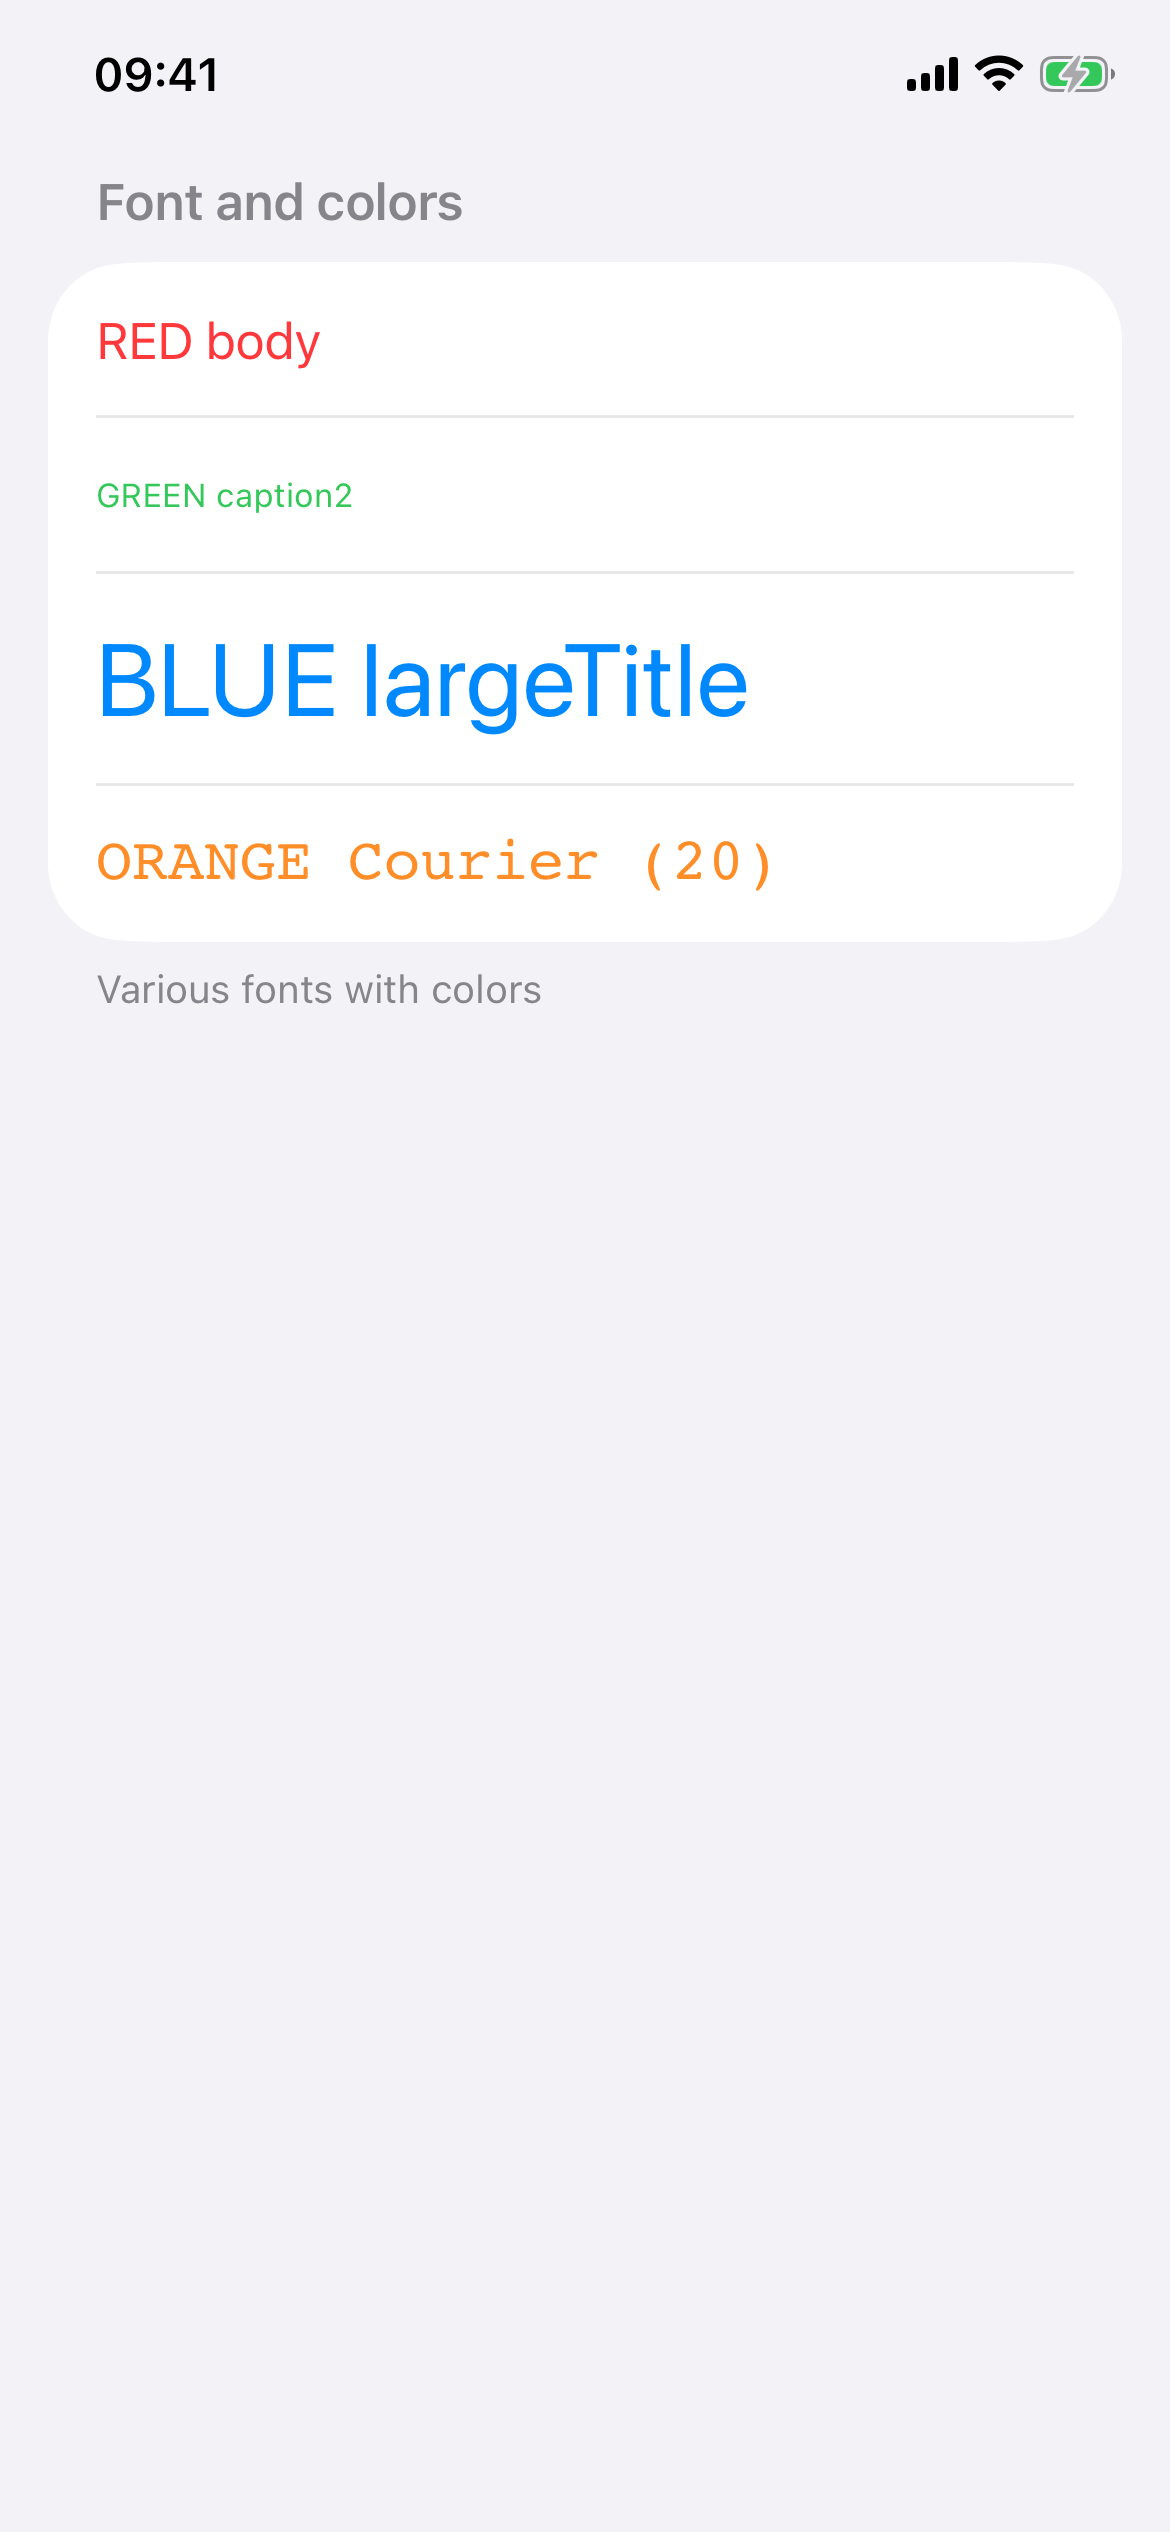 09:41
Font and colors
RED body
GREEN caption2
BLUE largeTitle
ORANGE Courier (20)
Various fonts with colors